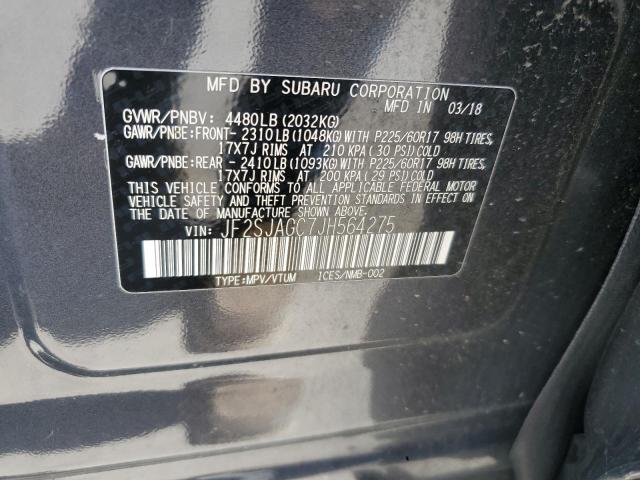 MFD BY SUBARU CORPORATION
MFD IN 03/18
GVWR/PNBV: 4480LB (2032KG)
GAWR/PNBE:FRONT- 2310LB (1048KG) WITH P225/60R17 98H TIRES,
17X7J RIMS AT 210 KPA ( 30 PSI) COLD
GAWR/PNBE:REAR - 2410LB (1093KG) WITH P225/60R17 98H TIRES,
17X7J RIMS AT 200 KPA ( 29 PSI) COLD
THIS VEHICLE CONFORMS TO ALL APPLICABLE FEDERAL MOTOR
VEHICLE SAFETY STANDARDS IN EFFECT ON THE DATE OF
MANUFACTURE SHOWN ABOVE.
VIN: JF2SJAGC7JH564275
TYPE:MPV/VTUM ICES/NMB-002